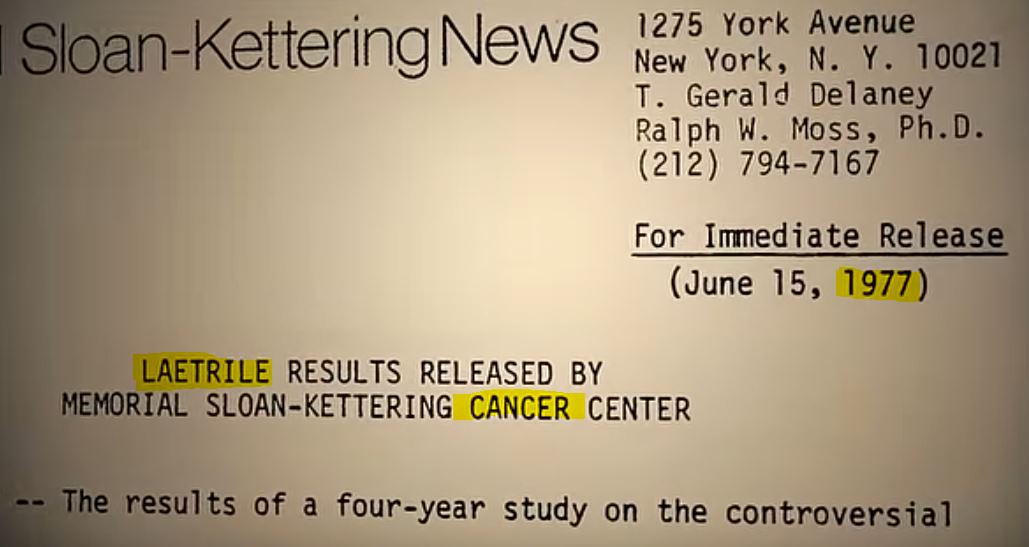 Sloan-Kettering News
1275 York Avenue
New York, N. Y. 10021
T. Gerald Delaney
Ralph W. Moss, Ph.D.
(212) 794-7167
For Immediate Release
(June 15, 1977)
LAETRILE RESULTS RELEASED BY
MEMORIAL SLOAN-KETTERING CANCER CENTER
-- The results of a four-year study on the controversial